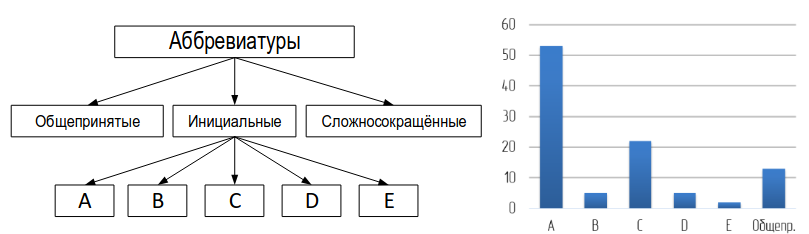 Аббревиатуры
Общепринятые
Инициальные
Сложносокращённые
A
B
C
D
E
60
50
40
30
20
10
0
A
B
C
D
E
Общепр.